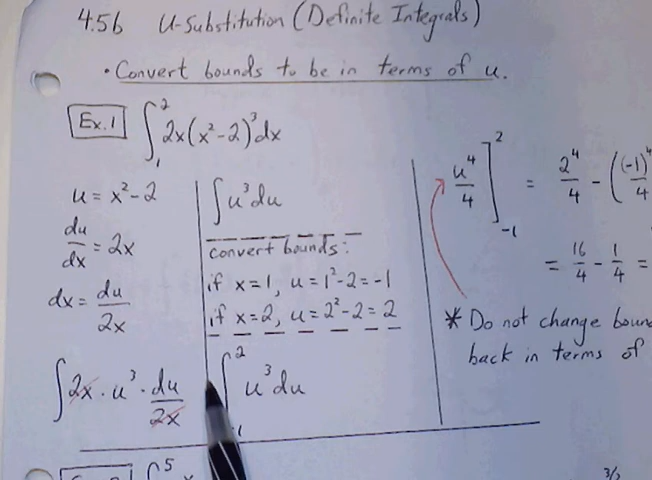 4.5b U-Substitution (Definite Integrals)
• Convert bounds to be in terms of u.
Ex.1 ∫₁² 2x(x²-2)³dx
u = x²-2
du/dx = 2x
dx = du/2x
∫2x · u³ · du/2x
∫u³du
convert bounds:
if x=1, u=1²-2=-1
if x=2, u=2²-2=2
∫₋₁² u³du
u⁴/4]₋₁² = 2⁴/4 - ((-1)⁴/4
= 16/4 - 1/4 =
* Do not change
back in terms of